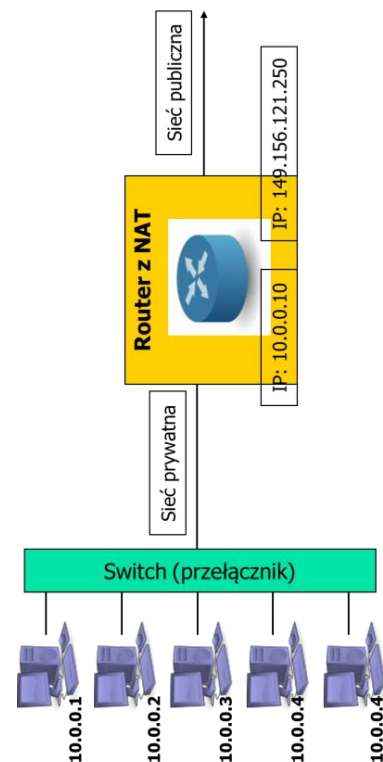 Sieć publiczna
Router z NAT
IP: 10.0.0.10
IP: 149.156.121.250
Sieć prywatna
Switch (przełącznik)
10.0.0.1
10.0.0.2
10.0.0.3
10.0.0.4
10.0.0.4